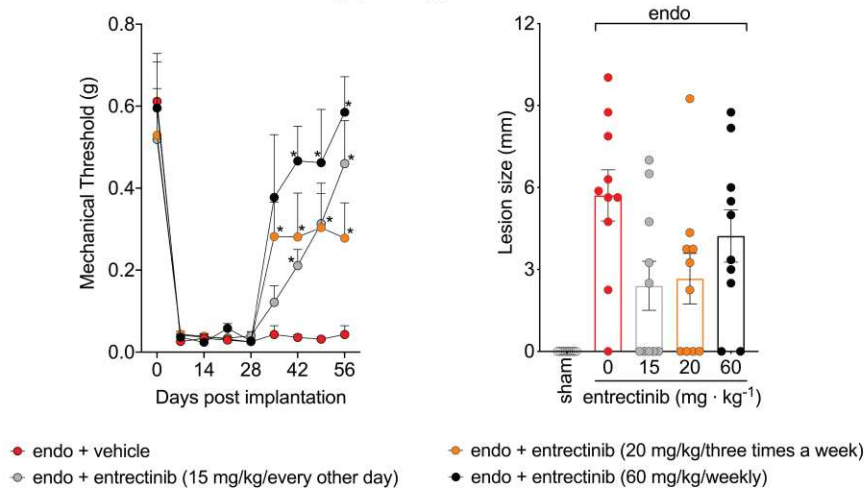 endo
0.8
0.6
0.4
0.2
0.0
Mechanical Threshold (g)
* * * * * * * * * *
0 14 28 42 56
Days post implantation
12
9
6
3
0
Lesion size (mm)
sham 0 15 20 60
entrectinib (mg · kg-1)
endo + vehicle
endo + entrectinib (20 mg/kg/three times a week)
endo + entrectinib (15 mg/kg/every other day)
endo + entrectinib (60 mg/kg/weekly)